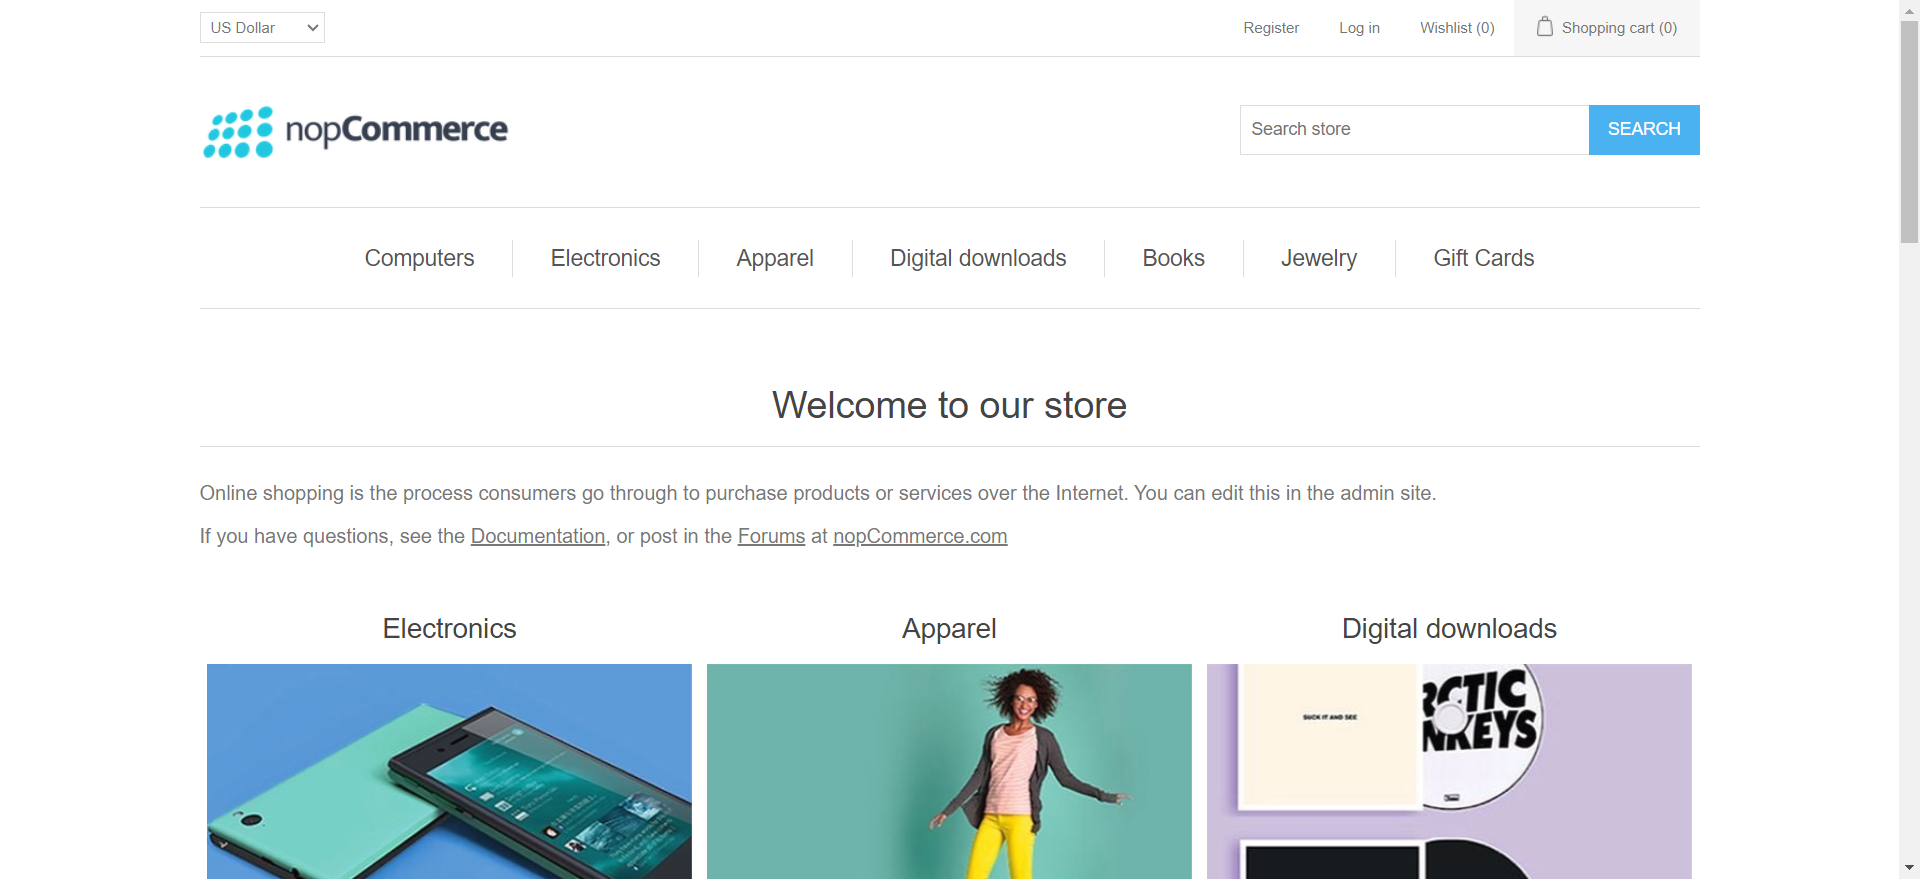 US Dollar
Register
Log in
Wishlist (0)
Shopping cart (0)
nopCommerce
Search store
SEARCH
Computers
Electronics
Apparel
Digital downloads
Books
Jewelry
Gift Cards
Welcome to our store
Online shopping is the process consumers go through to purchase products or services over the Internet. You can edit this in the admin site.
If you have questions, see the Documentation, or post in the Forums at nopCommerce.com
Electronics
Apparel
Digital downloads
SUCK IT AND SEE
RCTIC
NKEYS